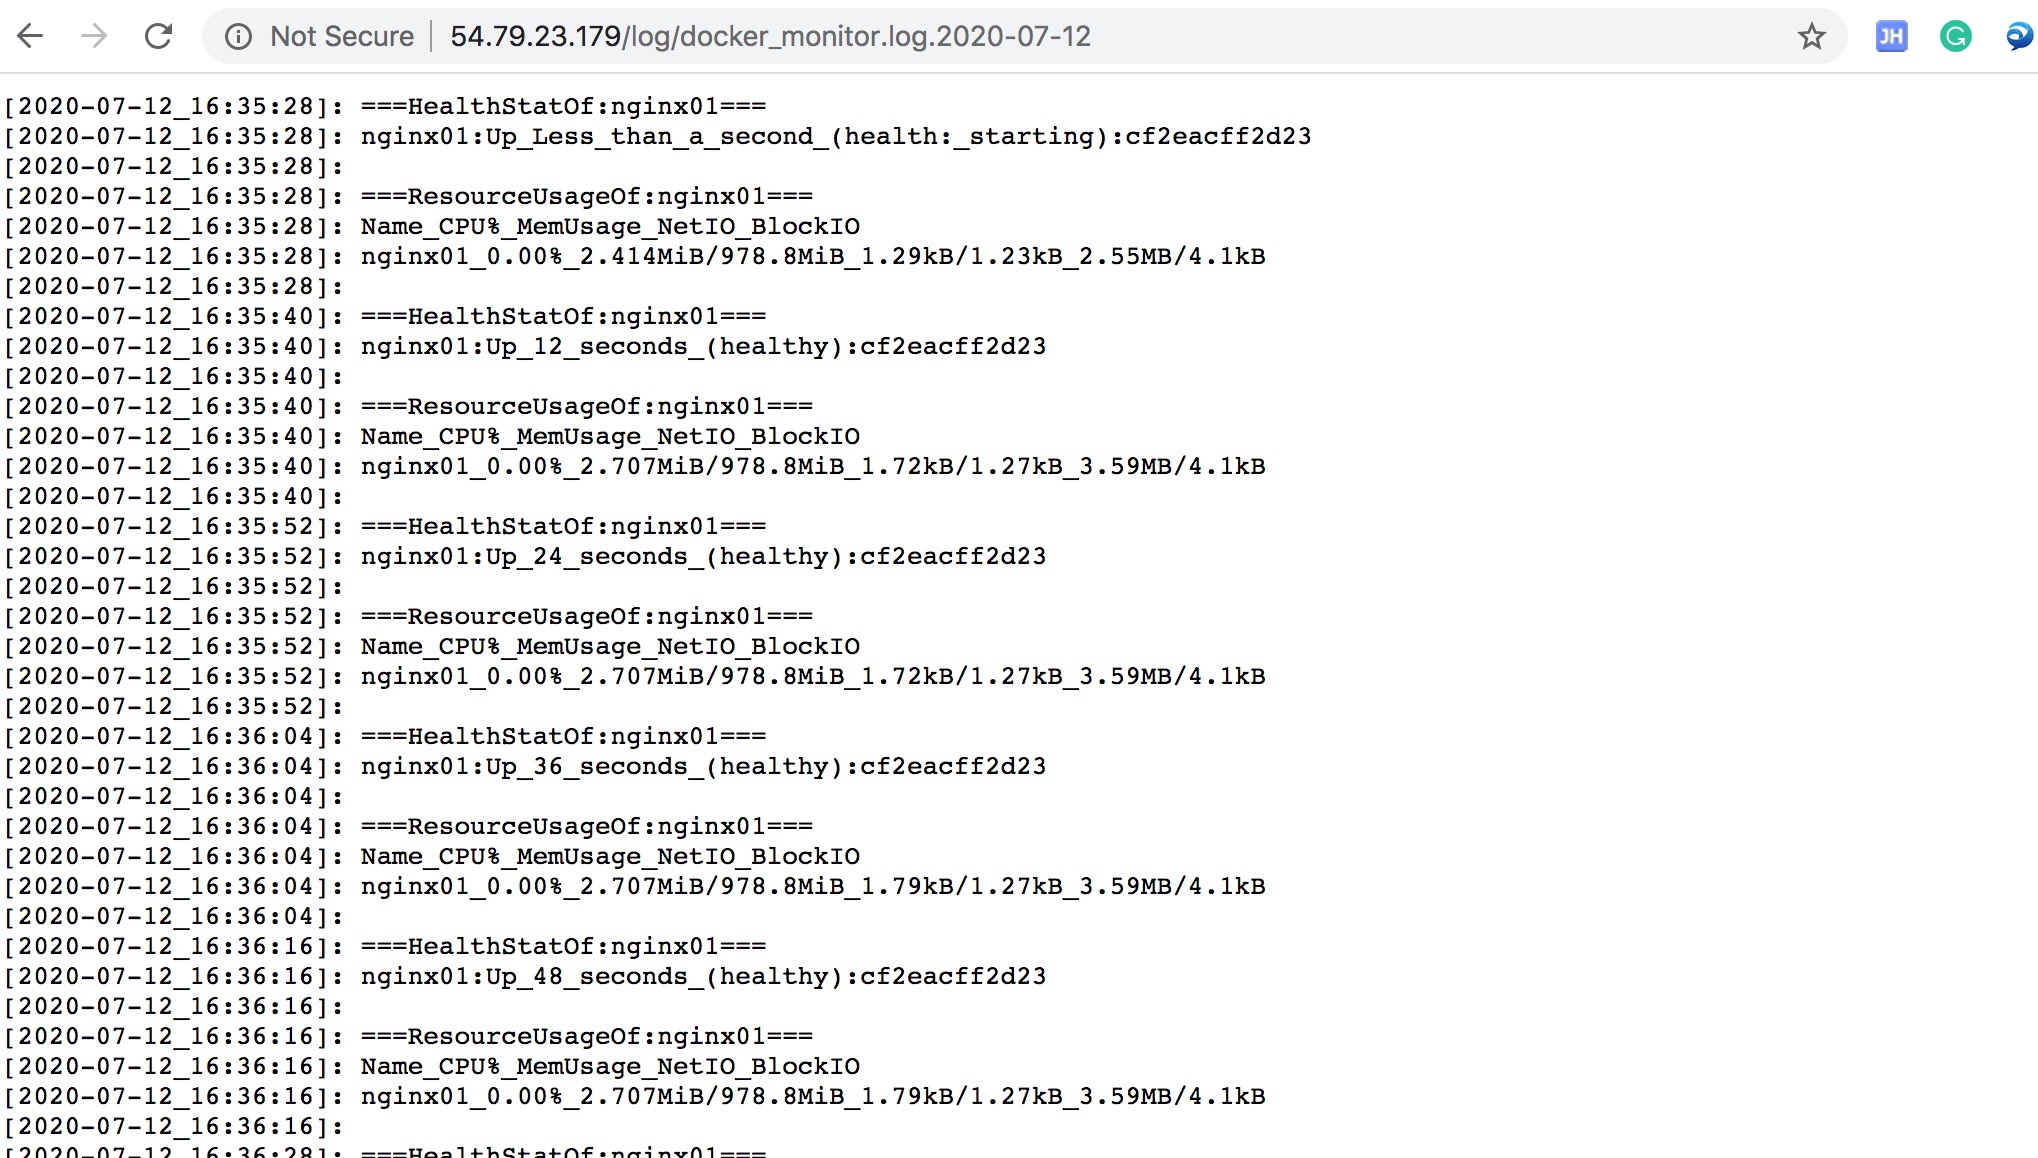 Not Secure 54.79.23.179/log/docker_monitor.log.2020-07-12 JH G
[2020-07-12_16:35:28]: ===HealthStatOf:nginx01===
[2020-07-12_16:35:28]: nginx01:Up_Less_than_a_second_(health:_starting):cf2eacff2d23
[2020-07-12_16:35:28]:
[2020-07-12_16:35:28]: ===ResourceUsageOf:nginx01===
[2020-07-12_16:35:28]: Name_CPU%_MemUsage_NetIO_BlockIO
[2020-07-12_16:35:28]: nginx01_0.00%_2.414MiB/978.8MiB_1.29kB/1.23kB_2.55MB/4.1kB
[2020-07-12_16:35:28]:
[2020-07-12_16:35:40]: ===HealthStatOf:nginx01===
[2020-07-12_16:35:40]: nginx01:Up_12_seconds_(healthy):cf2eacff2d23
[2020-07-12_16:35:40]:
[2020-07-12_16:35:40]: ===ResourceUsageOf:nginx01===
[2020-07-12_16:35:40]: Name_CPU%_MemUsage_NetIO_BlockIO
[2020-07-12_16:35:40]: nginx01_0.00%_2.707MiB/978.8MiB_1.72kB/1.27kB_3.59MB/4.1kB
[2020-07-12_16:35:40]:
[2020-07-12_16:35:52]: ===HealthStatOf:nginx01===
[2020-07-12_16:35:52]: nginx01:Up_24_seconds_(healthy):cf2eacff2d23
[2020-07-12_16:35:52]:
[2020-07-12_16:35:52]: ===ResourceUsageOf:nginx01===
[2020-07-12_16:35:52]: Name_CPU%_MemUsage_NetIO_BlockIO
[2020-07-12_16:35:52]: nginx01_0.00%_2.707MiB/978.8MiB_1.72kB/1.27kB_3.59MB/4.1kB
[2020-07-12_16:35:52]:
[2020-07-12_16:36:04]: ===HealthStatOf:nginx01===
[2020-07-12_16:36:04]: nginx01:Up_36_seconds_(healthy):cf2eacff2d23
[2020-07-12_16:36:04]:
[2020-07-12_16:36:04]: ===ResourceUsageOf:nginx01===
[2020-07-12_16:36:04]: Name_CPU%_MemUsage_NetIO_BlockIO
[2020-07-12_16:36:04]: nginx01_0.00%_2.707MiB/978.8MiB_1.79kB/1.27kB_3.59MB/4.1kB
[2020-07-12_16:36:04]:
[2020-07-12_16:36:16]: ===HealthStatOf:nginx01===
[2020-07-12_16:36:16]: nginx01:Up_48_seconds_(healthy):cf2eacff2d23
[2020-07-12_16:36:16]:
[2020-07-12_16:36:16]: ===ResourceUsageOf:nginx01===
[2020-07-12_16:36:16]: Name_CPU%_MemUsage_NetIO_BlockIO
[2020-07-12_16:36:16]: nginx01_0.00%_2.707MiB/978.8MiB_1.79kB/1.27kB_3.59MB/4.1kB
[2020-07-12_16:36:16]:
[2020-07-12_16:36:28]: ===HealthStatOf:nginx01===